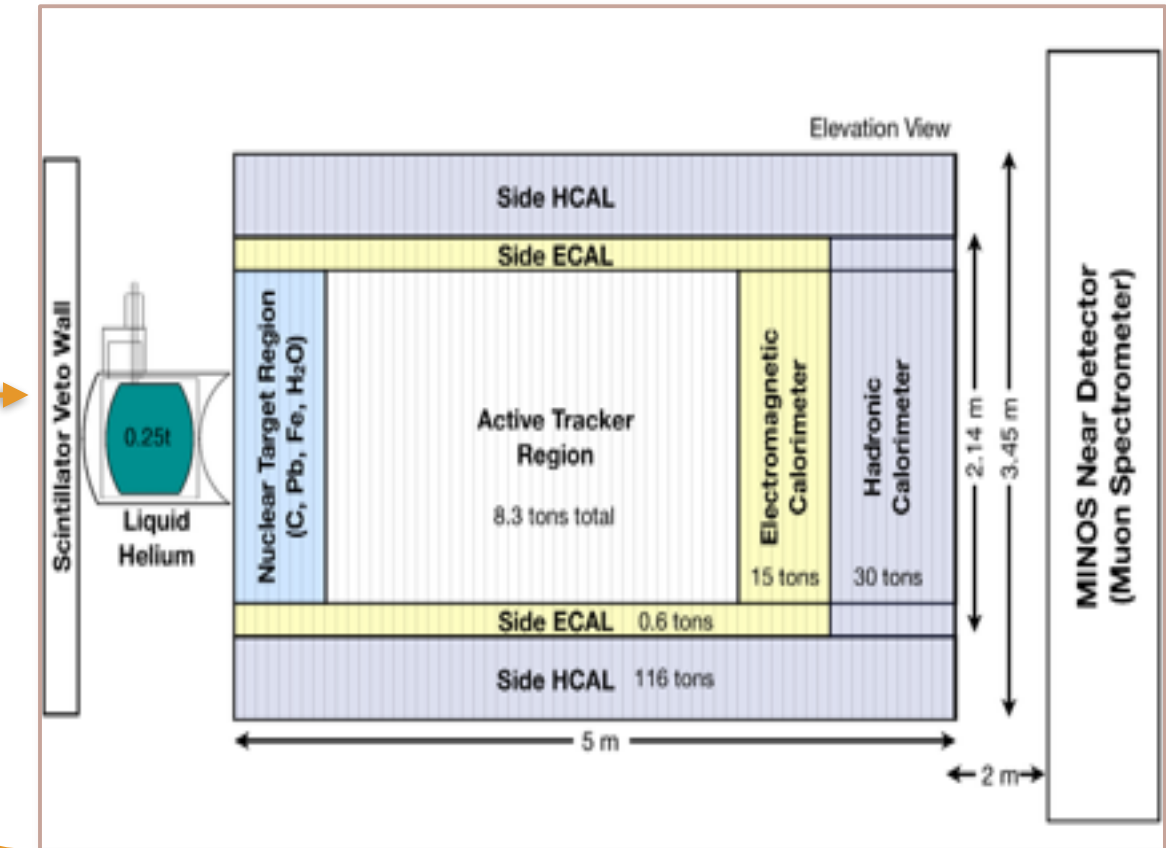 Elevation View
Side HCAL
Side ECAL
Scintillator Veto Wall
0.25t
Liquid
Helium
Nuclear Target Region
(C, Pb, Fe, H₂O)
Active Tracker
Region
8.3 tons total
Electromagnetic
Calorimeter
15 tons
Hadronic
Calorimeter
30 tons
Side ECAL 0.6 tons
Side HCAL 116 tons
2.14 m
3.45 m
5 m
2 m
MINOS Near Detector
(Muon Spectrometer)